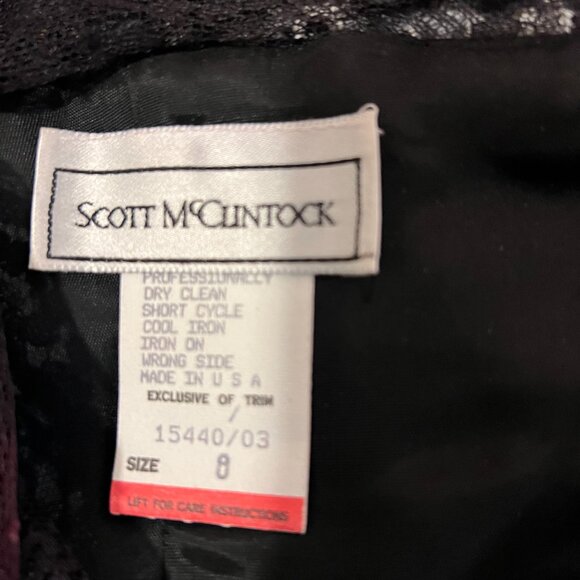 SCOTT McCLINTOCK
PROFESSIONALLY
DRY CLEAN
SHORT CYCLE
COOL IRON
IRON ON
WRONG SIDE
MADE IN U S A
EXCLUSIVE OF TRIM
/
15440/03
SIZE 8
LIFT FOR CARE INSTRUCTIONS